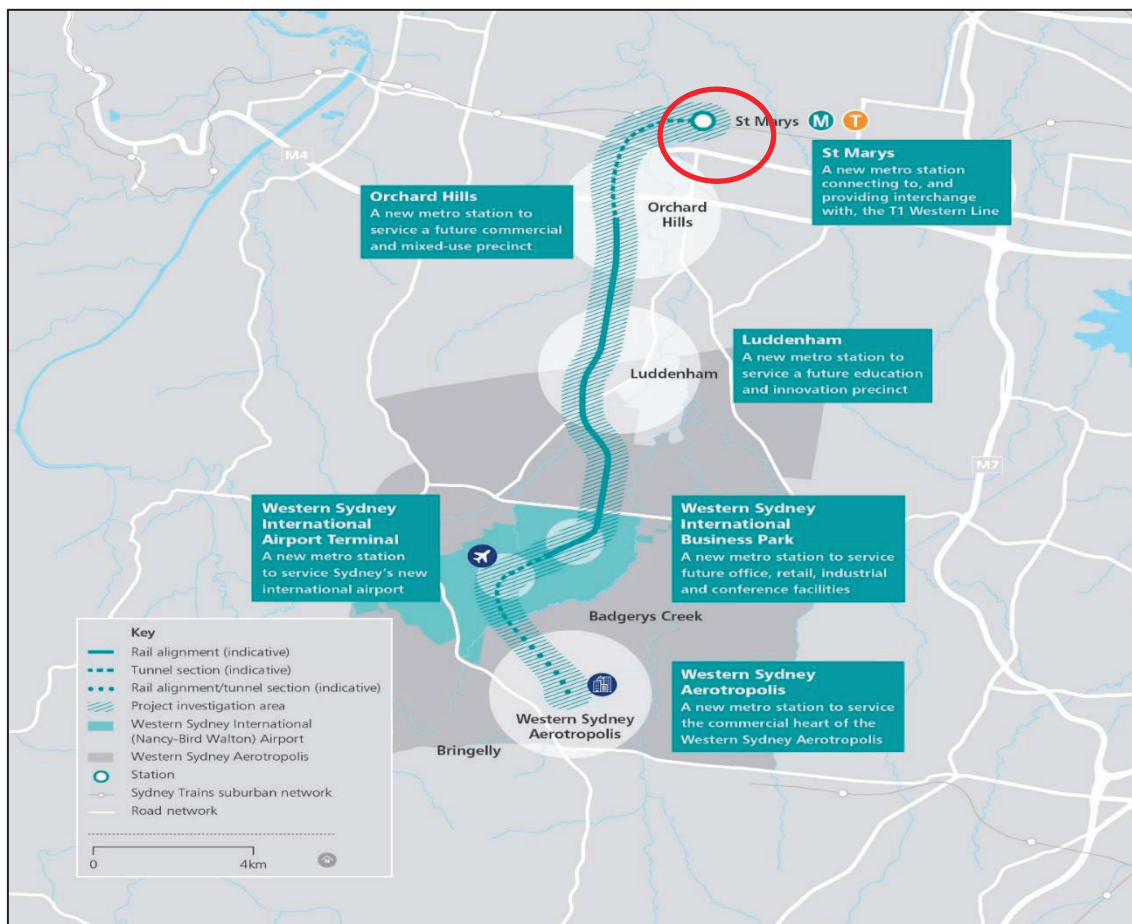 St Marys M T
M4
St Marys
A new metro station
connecting to, and
providing interchange
with, the T1 Western Line
Orchard Hills
A new metro station to
service a future commercial
and mixed-use precinct
Orchard
Hills
Luddenham
A new metro station to
service a future education
and innovation precinct
Luddenham
M7
Western Sydney
International
Airport Terminal
A new metro station
to service Sydney's new
international airport
Western Sydney
International
Business Park
A new metro station to service
future office, retail, industrial
and conference facilities
Badgerys Creek
Western Sydney
Aerotropolis
A new metro station to service
the commercial heart of the
Western Sydney Aerotropolis
Western Sydney
Aerotropolis
Bringelly
Key
Rail alignment (indicative)
Tunnel section (indicative)
Rail alignment/tunnel section (indicative)
Project investigation area
Western Sydney International
(Nancy-Bird Walton) Airport
Western Sydney Aerotropolis
Station
Sydney Trains suburban network
Road network
0 4km